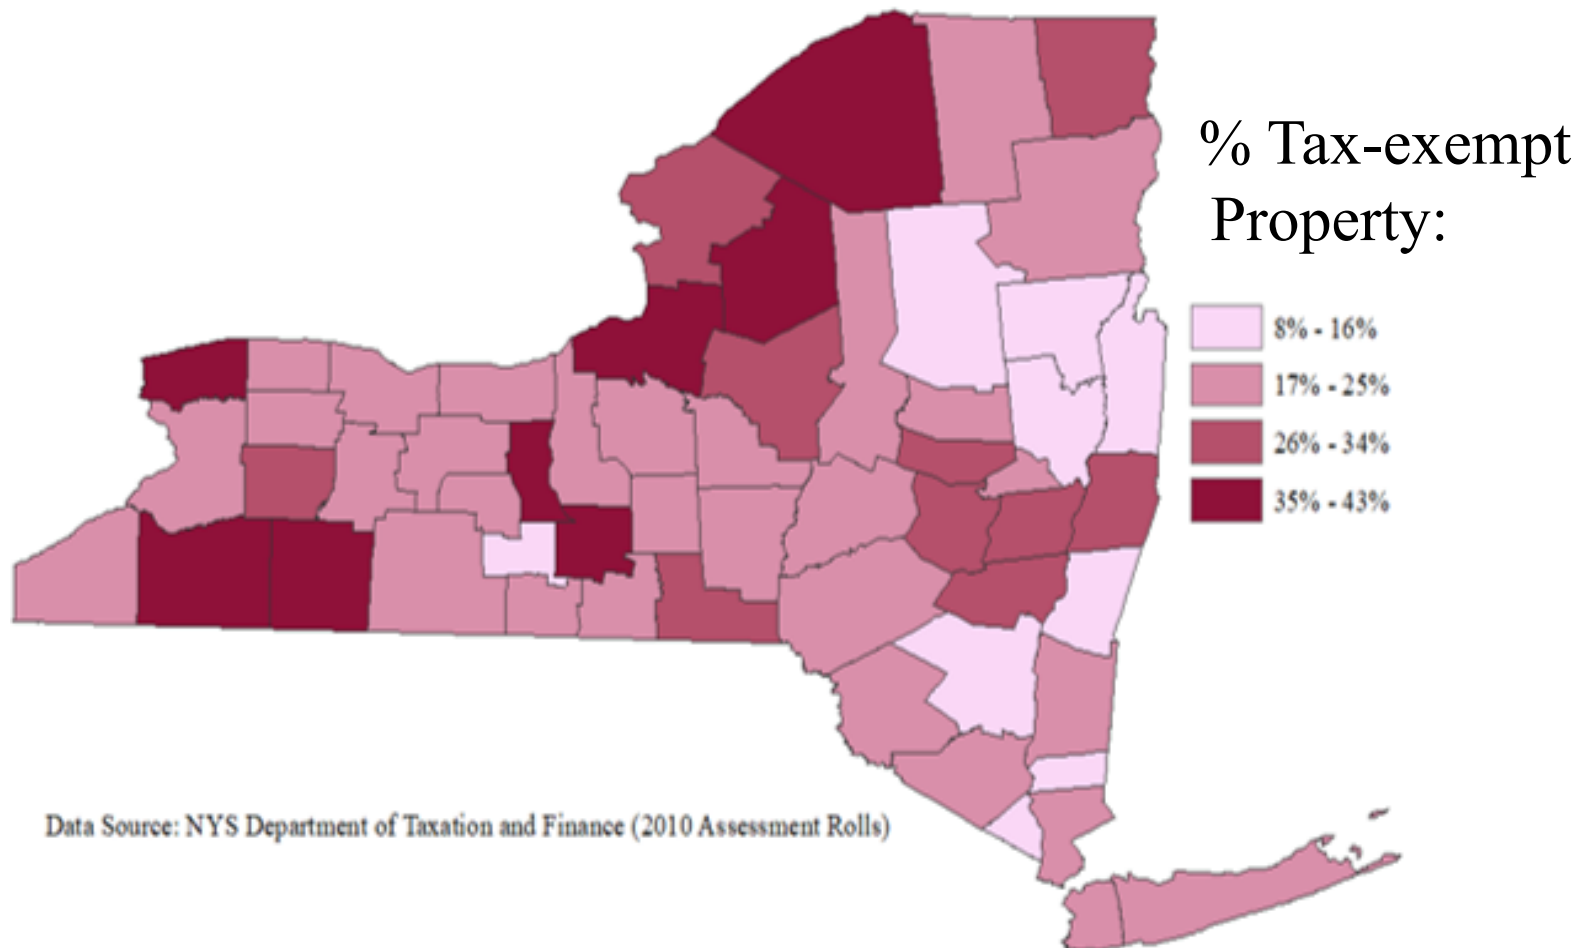 % Tax-exempt
Property:
8% - 16%
17% - 25%
26% - 34%
35% - 43%
Data Source: NYS Department of Taxation and Finance (2010 Assessment Rolls)